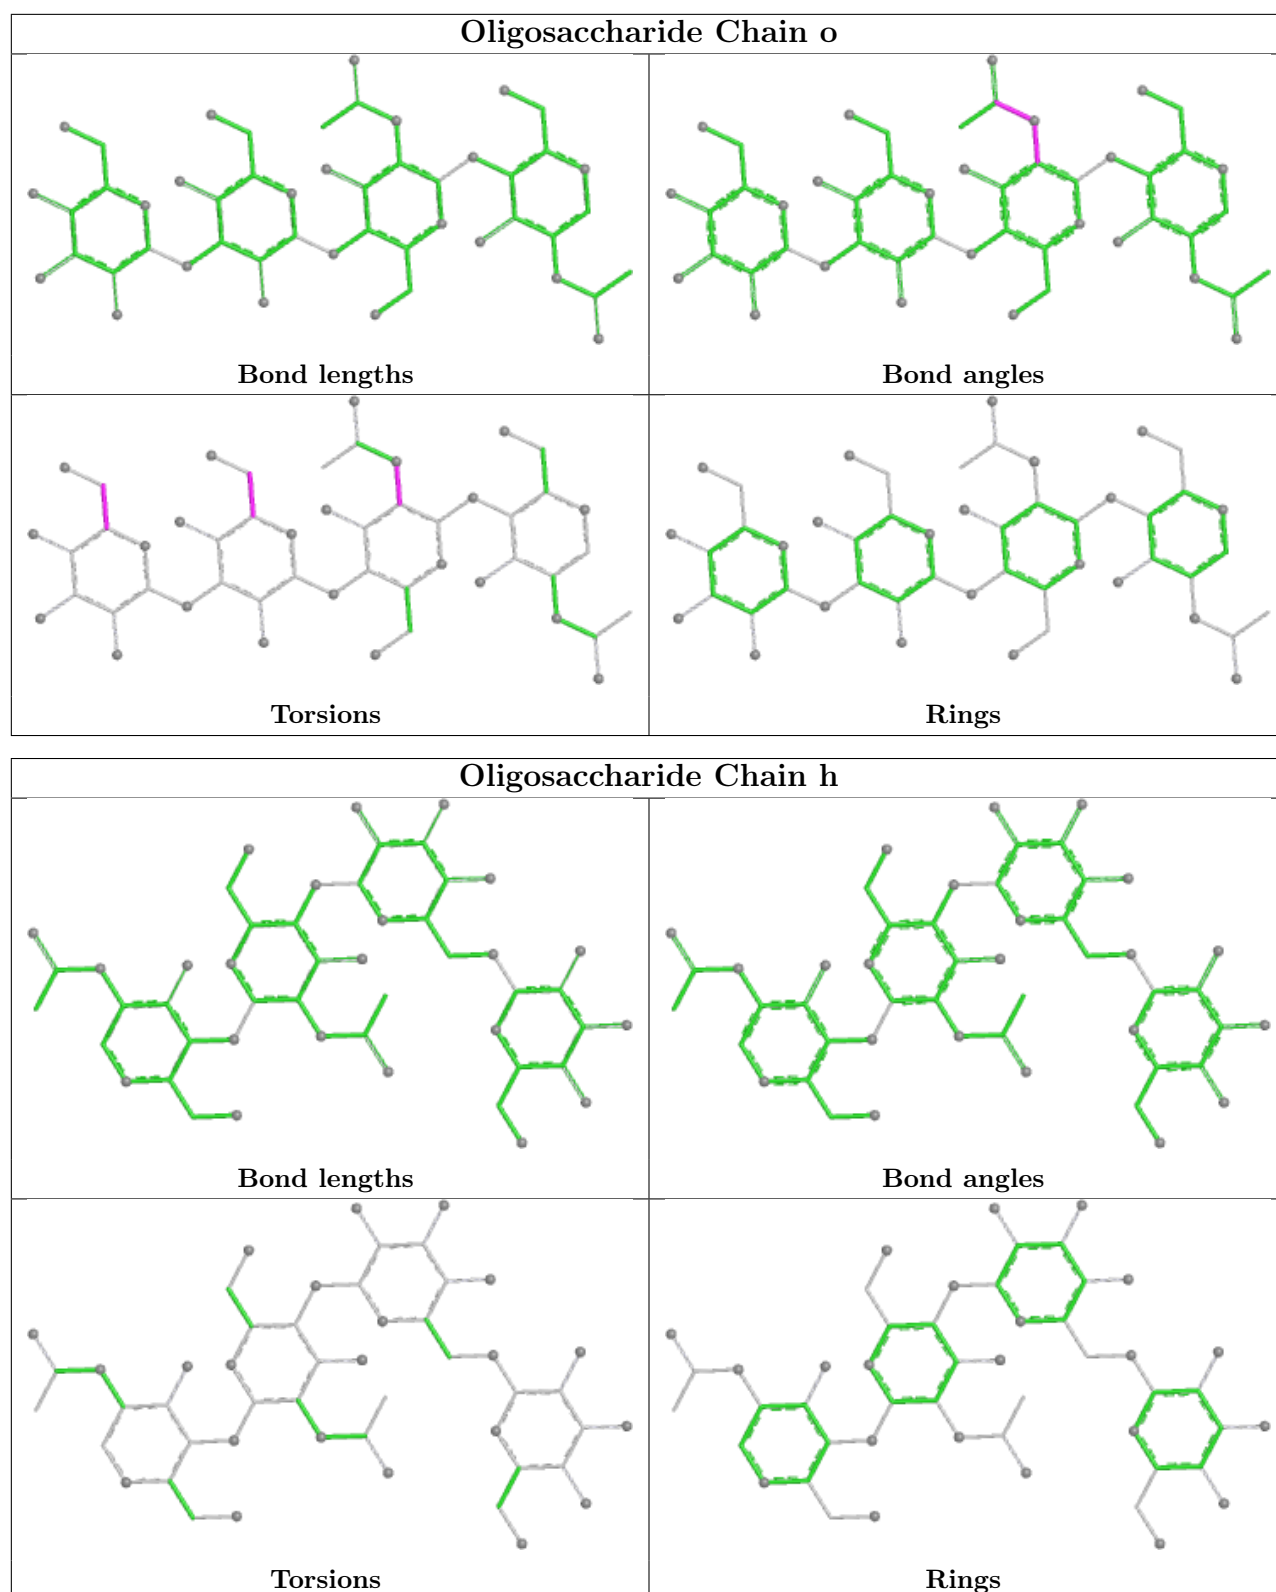 Oligosaccharide Chain o
Bond lengths
Bond angles
Torsions
Rings
Oligosaccharide Chain h
Bond lengths
Bond angles
Torsions
Rings